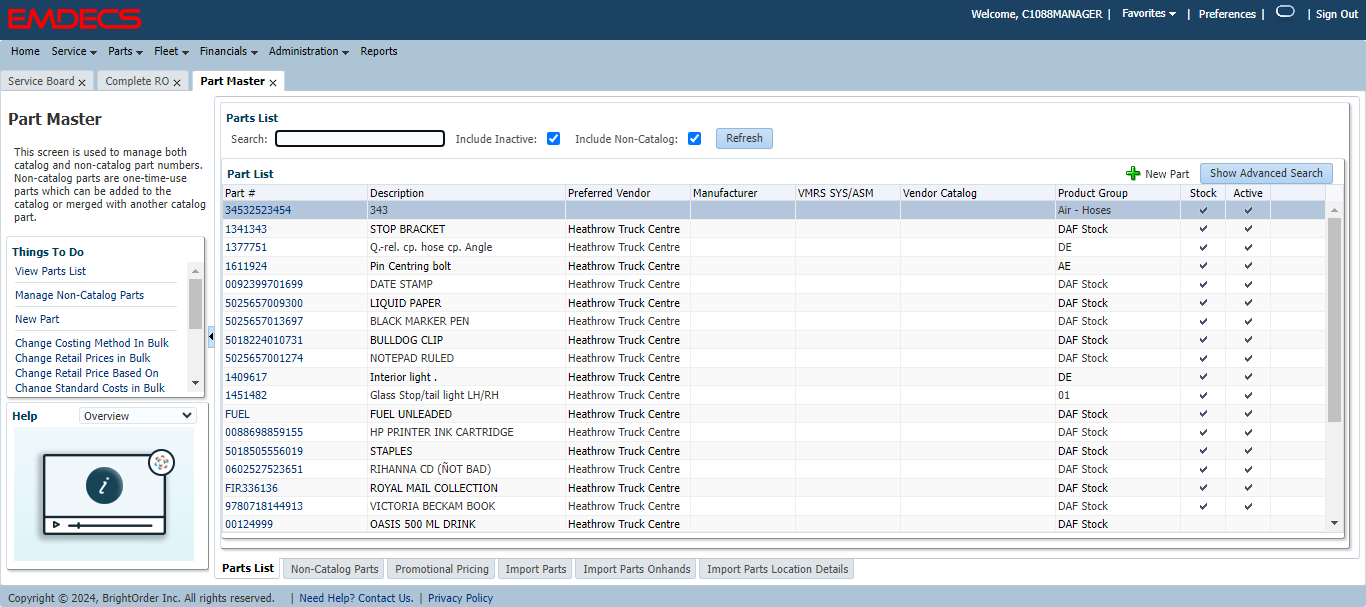 EMDECS
Welcome, C1088MANAGER | Favorites | Preferences | | Sign Out
Home Service Parts Fleet Financials Administration Reports
Service Board x Complete RO x Part Master x
Part Master
This screen is used to manage both
catalog and non-catalog part numbers.
Non-catalog parts are one-time-use
parts which can be added to the
catalog or merged with another catalog
part.
Things To Do
View Parts List
Manage Non-Catalog Parts
New Part
Change Costing Method In Bulk
Change Retail Prices in Bulk
Change Retail Price Based On
Change Standard Costs in Bulk
Help Overview
i
Parts List
Search: Include Inactive: Include Non-Catalog: Refresh
Part List New Part Show Advanced Search
Part # Description Preferred Vendor Manufacturer VMRS SYS/ASM Vendor Catalog Product Group Stock Active
34532523454 343 Air - Hoses
1341343 STOP BRACKET Heathrow Truck Centre DAF Stock
1377751 Q.-rel. cp. hose cp. Angle Heathrow Truck Centre DE
1611924 Pin Centring bolt Heathrow Truck Centre AE
0092399701699 DATE STAMP Heathrow Truck Centre DAF Stock
5025657009300 LIQUID PAPER Heathrow Truck Centre DAF Stock
5025657013697 BLACK MARKER PEN Heathrow Truck Centre DAF Stock
5018224010731 BULLDOG CLIP Heathrow Truck Centre DAF Stock
5025657001274 NOTEPAD RULED Heathrow Truck Centre DAF Stock
1409617 Interior light . Heathrow Truck Centre DE
1451482 Glass Stop/tail light LH/RH Heathrow Truck Centre 01
FUEL FUEL UNLEADED Heathrow Truck Centre DAF Stock
0088698859155 HP PRINTER INK CARTRIDGE Heathrow Truck Centre DAF Stock
5018505556019 STAPLES Heathrow Truck Centre DAF Stock
0602527523651 RIHANNA CD (ÑOT BAD) Heathrow Truck Centre DAF Stock
FIR336136 ROYAL MAIL COLLECTION Heathrow Truck Centre DAF Stock
9780718144913 VICTORIA BECKAM BOOK Heathrow Truck Centre DAF Stock
00124999 OASIS 500 ML DRINK Heathrow Truck Centre DAF Stock
Parts List Non-Catalog Parts Promotional Pricing Import Parts Import Parts Onhands Import Parts Location Details
Copyright © 2024, BrightOrder Inc. All rights reserved. | Need Help? Contact Us. | Privacy Policy